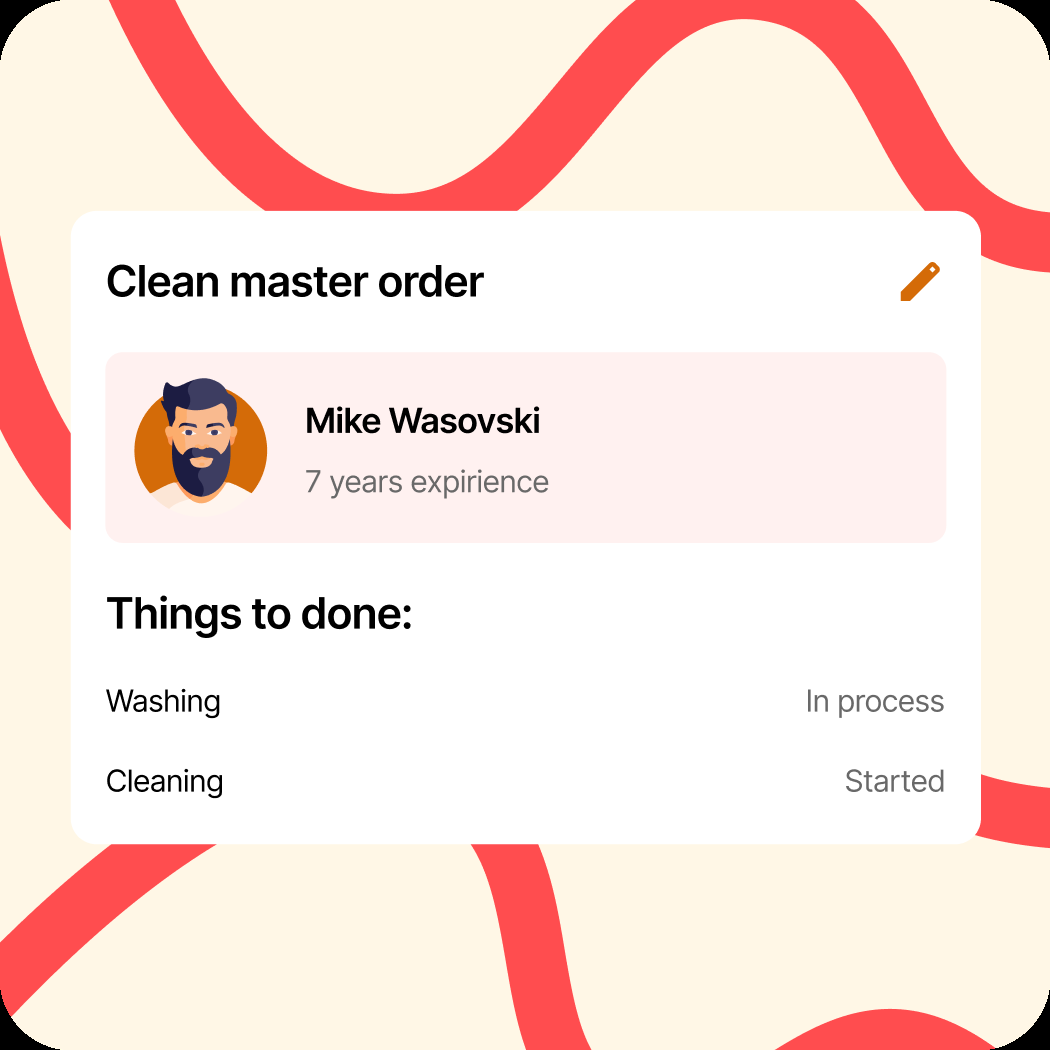 Clean master order
Mike Wasovski
7 years expirience
Things to done:
Washing
In process
Cleaning
Started